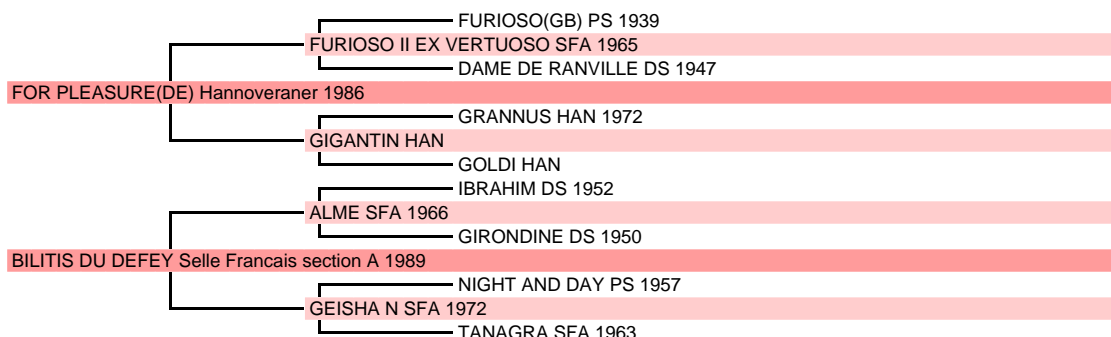 FURIOSO(GB) PS 1939
FURIOSO II EX VERTUOSO SFA 1965
DAME DE RANVILLE DS 1947
FOR PLEASURE(DE) Hannoveraner 1986
GRANNUS HAN 1972
GIGANTIN HAN
GOLDI HAN
IBRAHIM DS 1952
ALME SFA 1966
GIRONDINE DS 1950
BILITIS DU DEFEY Selle Francais section A 1989
NIGHT AND DAY PS 1957
GEISHA N SFA 1972
TANAGRA SFA 1963